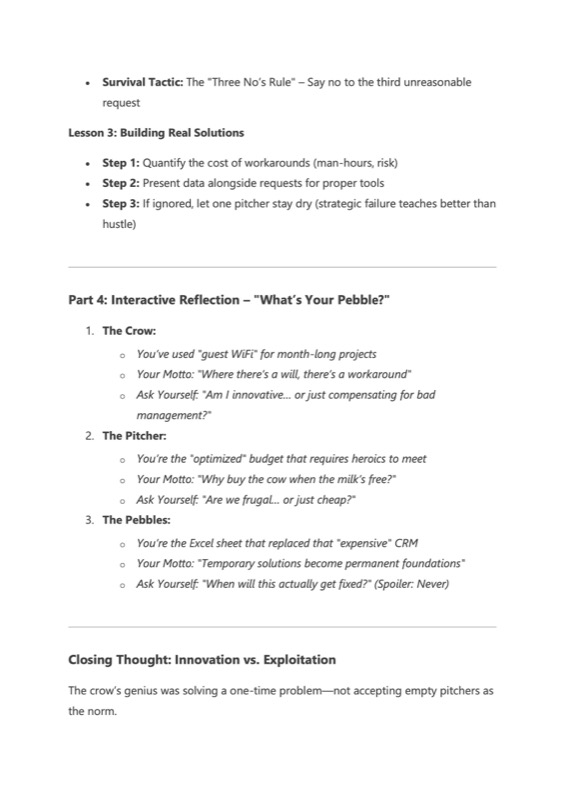 • Survival Tactic: The "Three No's Rule" – Say no to the third unreasonable
request
Lesson 3: Building Real Solutions
• Step 1: Quantify the cost of workarounds (man-hours, risk)
• Step 2: Present data alongside requests for proper tools
• Step 3: If ignored, let one pitcher stay dry (strategic failure teaches better than
hustle)
Part 4: Interactive Reflection – "What's Your Pebble?"
1. The Crow:
o You've used "guest WiFi" for month-long projects
o Your Motto: "Where there's a will, there's a workaround"
o Ask Yourself: "Am I innovative... or just compensating for bad
management?"
2. The Pitcher:
o You're the "optimized" budget that requires heroics to meet
o Your Motto: "Why buy the cow when the milk's free?"
o Ask Yourself: "Are we frugal... or just cheap?"
3. The Pebbles:
o You're the Excel sheet that replaced that "expensive" CRM
o Your Motto: "Temporary solutions become permanent foundations"
o Ask Yourself: "When will this actually get fixed?" (Spoiler: Never)
Closing Thought: Innovation vs. Exploitation
The crow's genius was solving a one-time problem—not accepting empty pitchers as
the norm.